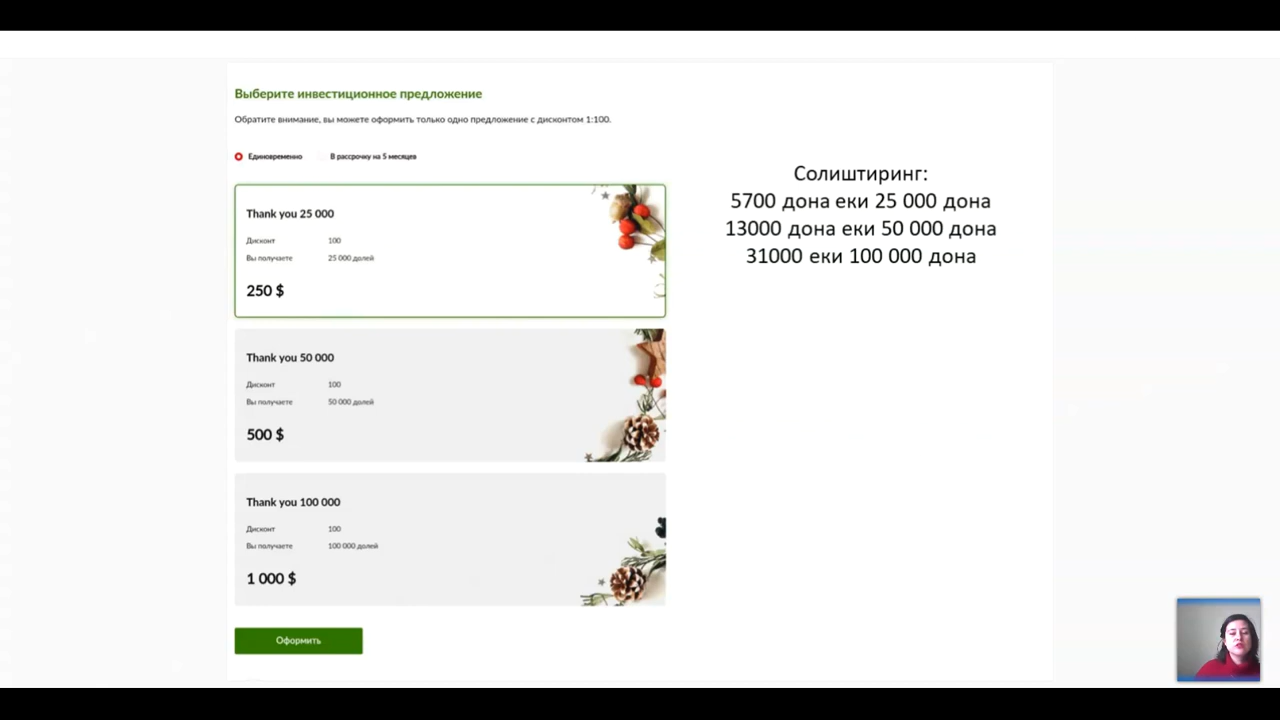 Выберите инвестиционное предложение
Обратите внимание, вы можете оформить только одно предложение с дисконтом 1:100.
Единовременно
В рассрочку на 5 месяцев
Thank you 25 000
Дисконт 100
Вы получаете 25 000 долей
250 $
Thank you 50 000
Дисконт 100
Вы получаете 50 000 долей
500 $
Thank you 100 000
Дисконт 100
Вы получаете 100 000 долей
1 000 $
Оформить
Солиштиринг:
5700 дона еки 25 000 дона
13000 дона еки 50 000 дона
31000 еки 100 000 дона